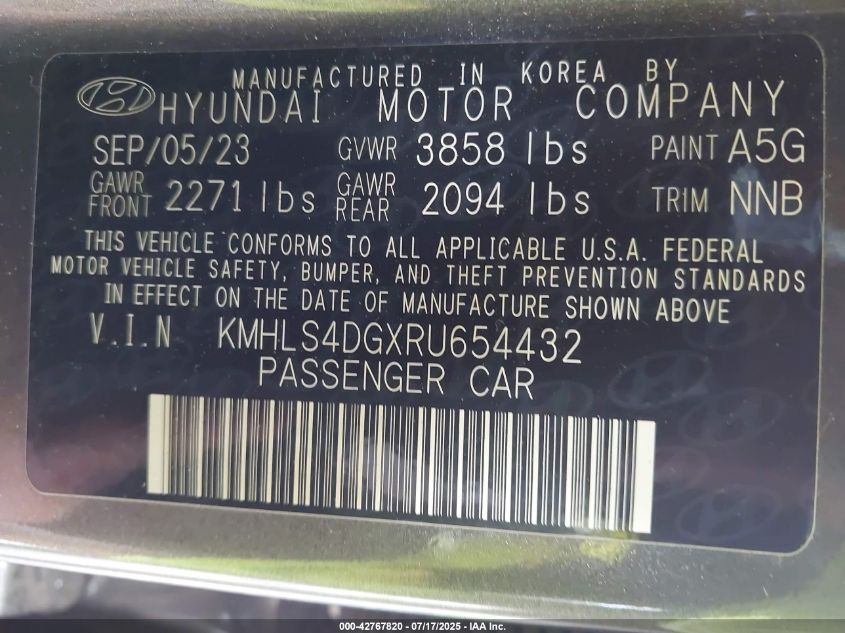 MANUFACTURED IN KOREA BY
HYUNDAI MOTOR COMPANY
SEP/05/23 GVWR 3858 lbs PAINT A5G
GAWR FRONT 2271 lbs GAWR REAR 2094 lbs TRIM NNB
THIS VEHICLE CONFORMS TO ALL APPLICABLE U.S.A. FEDERAL
MOTOR VEHICLE SAFETY, BUMPER, AND THEFT PREVENTION STANDARDS
IN EFFECT ON THE DATE OF MANUFACTURE SHOWN ABOVE
V.I.N KMHLS4DGXRU654432
PASSENGER CAR
000-42767820 - 07/17/2025 - IAA Inc.